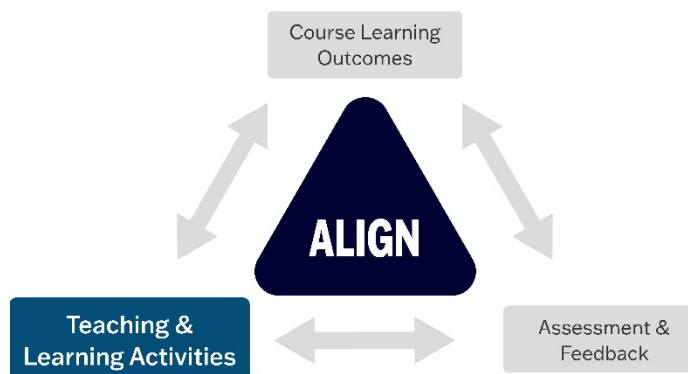 Course Learning
Outcomes
ALIGN
Teaching &
Learning Activities
Assessment &
Feedback